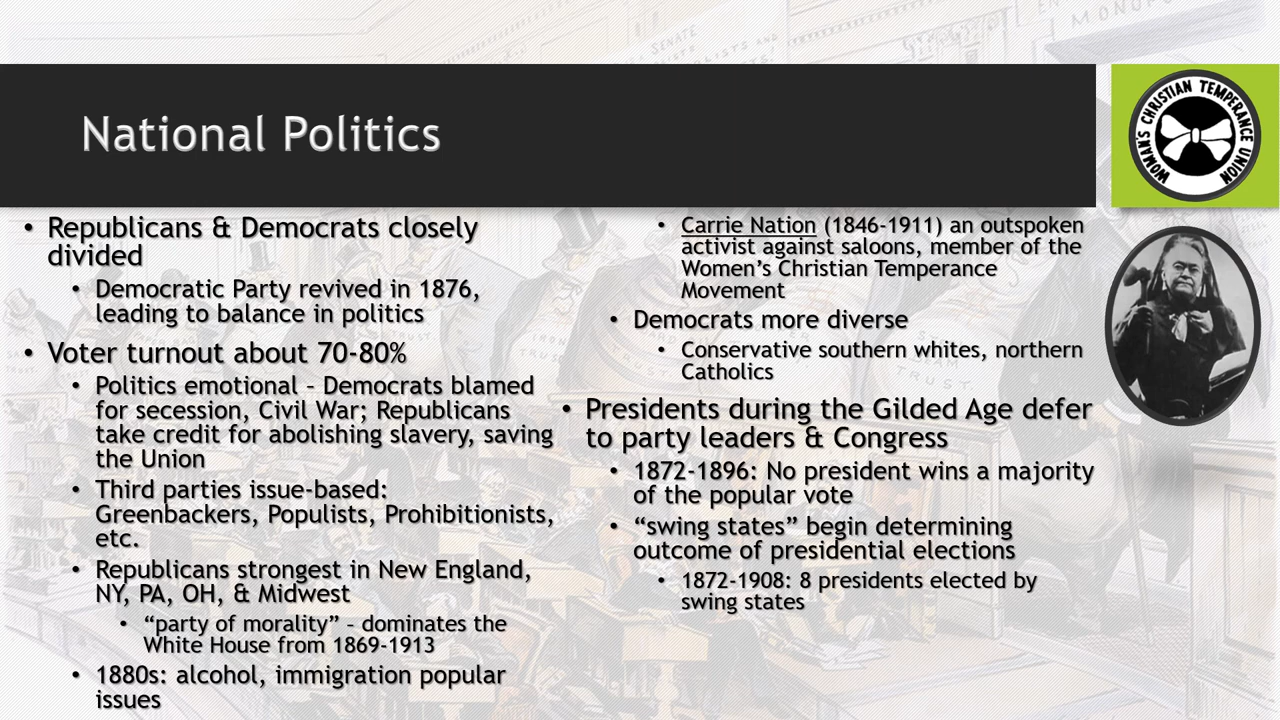 SENATE
MONOPO
National Politics
WOMAN'S CHRISTIAN TEMPERANCE UNION
• Republicans & Democrats closely
divided
• Democratic Party revived in 1876,
leading to balance in politics
• Voter turnout about 70-80%
• Politics emotional – Democrats blamed
for secession, Civil War; Republicans
take credit for abolishing slavery, saving
the Union
• Third parties issue-based:
Greenbackers, Populists, Prohibitionists,
etc.
• Republicans strongest in New England,
NY, PA, OH, & Midwest
• “party of morality” – dominates the
White House from 1869-1913
• 1880s: alcohol, immigration popular
issues
• Carrie Nation (1846-1911) an outspoken
activist against saloons, member of the
Women’s Christian Temperance
Movement
• Democrats more diverse
• Conservative southern whites, northern
Catholics
• Presidents during the Gilded Age defer
to party leaders & Congress
• 1872-1896: No president wins a majority
of the popular vote
• “swing states” begin determining
outcome of presidential elections
• 1872-1908: 8 presidents elected by
swing states